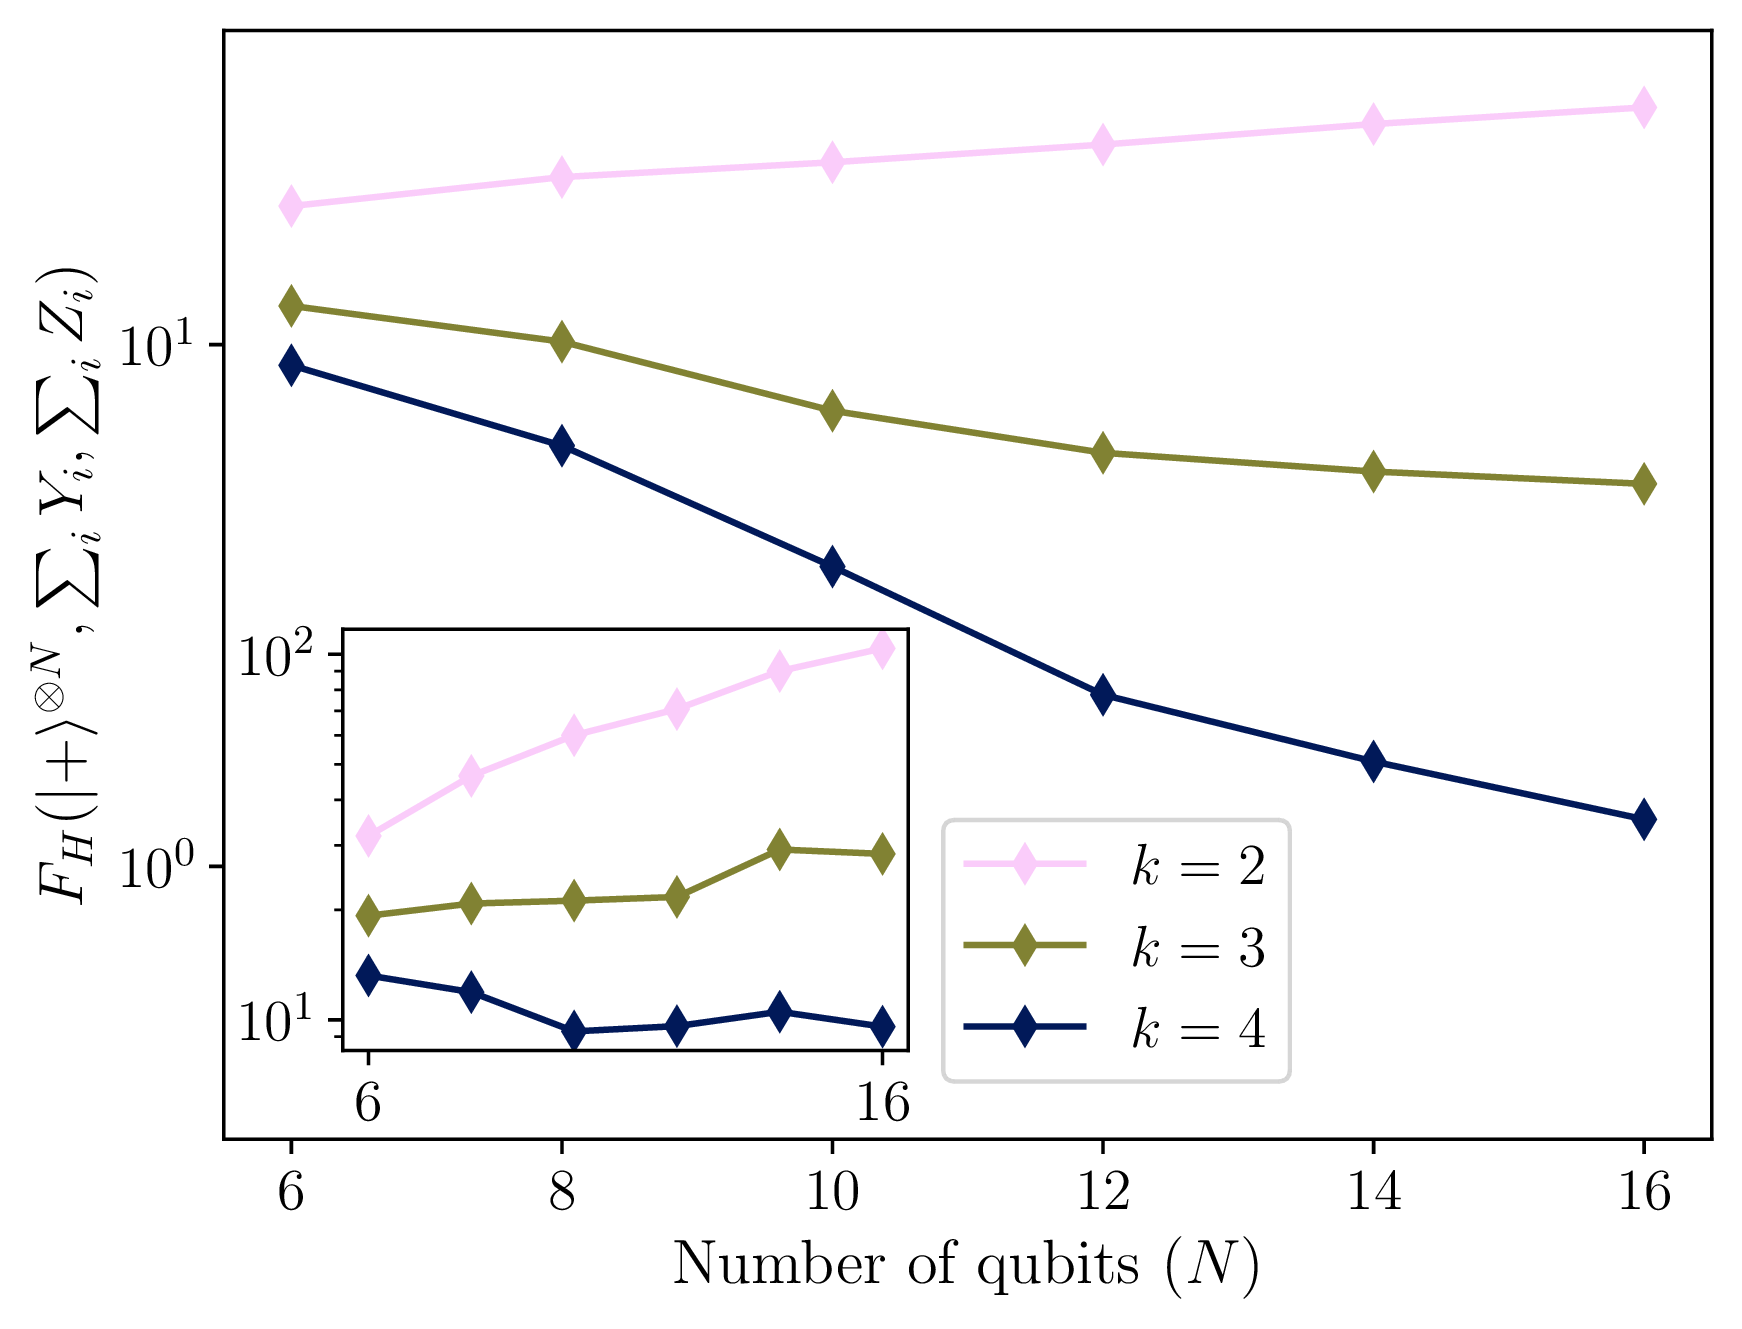 F_H(|+⟩^{⊗N}, ∑_i Y_i, ∑_i Z_i)
10^1
10^0
10^2
10^1
6 16
k = 2
k = 3
k = 4
6 8 10 12 14 16
Number of qubits (N)